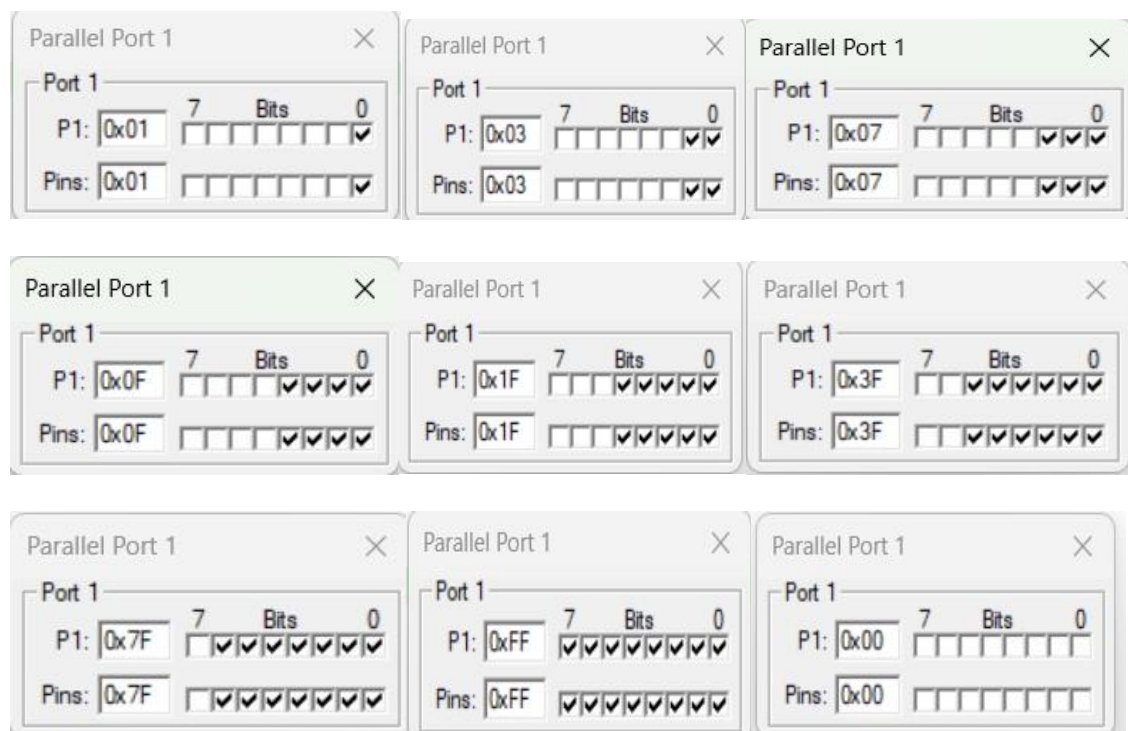 Parallel Port 1
Port 1
7 Bits 0
P1: 0x01
Pins: 0x01
Parallel Port 1
Port 1
7 Bits 0
P1: 0x03
Pins: 0x03
Parallel Port 1
Port 1
7 Bits 0
P1: 0x07
Pins: 0x07
Parallel Port 1
Port 1
7 Bits 0
P1: 0x0F
Pins: 0x0F
Parallel Port 1
Port 1
7 Bits 0
P1: 0x1F
Pins: 0x1F
Parallel Port 1
Port 1
7 Bits 0
P1: 0x3F
Pins: 0x3F
Parallel Port 1
Port 1
7 Bits 0
P1: 0x7F
Pins: 0x7F
Parallel Port 1
Port 1
7 Bits 0
P1: 0xFF
Pins: 0xFF
Parallel Port 1
Port 1
7 Bits 0
P1: 0x00
Pins: 0x00